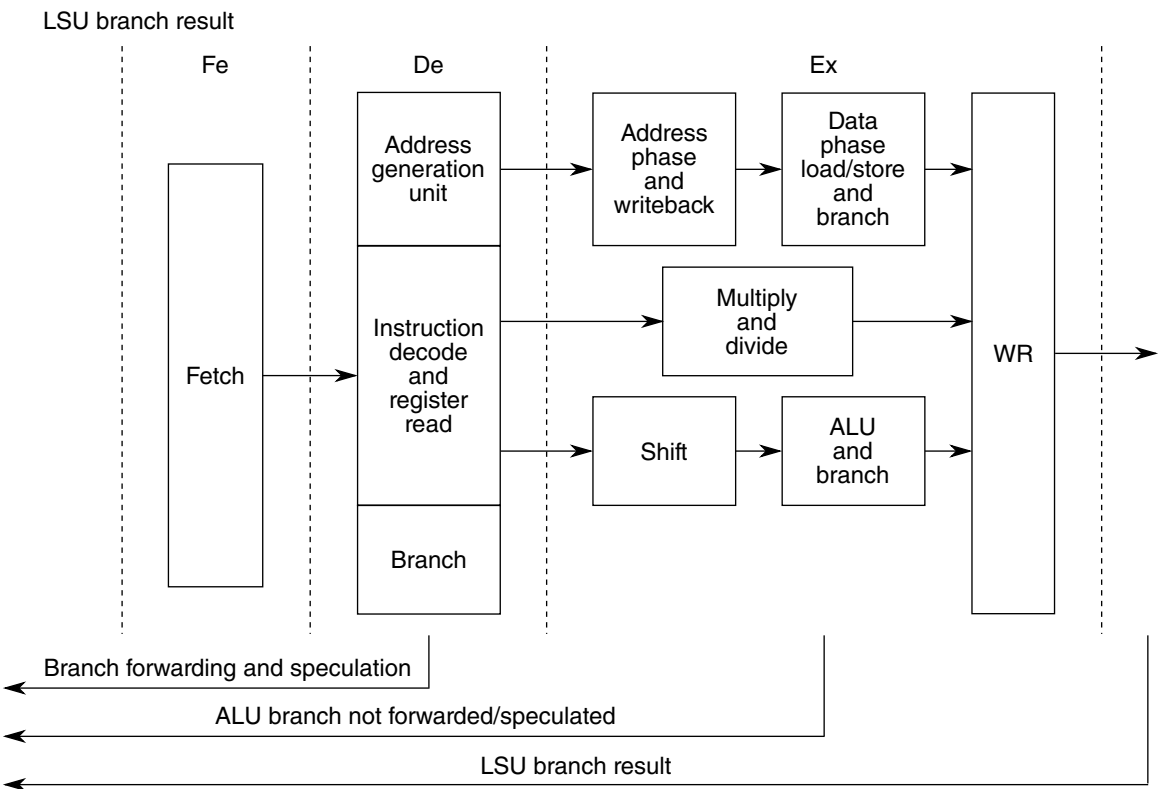 LSU branch result
Fe
De
Ex
Address
generation
unit
Address
phase
and
writeback
Data
phase
load/store
and
branch
Fetch
Instruction
decode
and
register
read
Multiply
and
divide
WR
Shift
ALU
and
branch
Branch
Branch forwarding and speculation
ALU branch not forwarded/speculated
LSU branch result